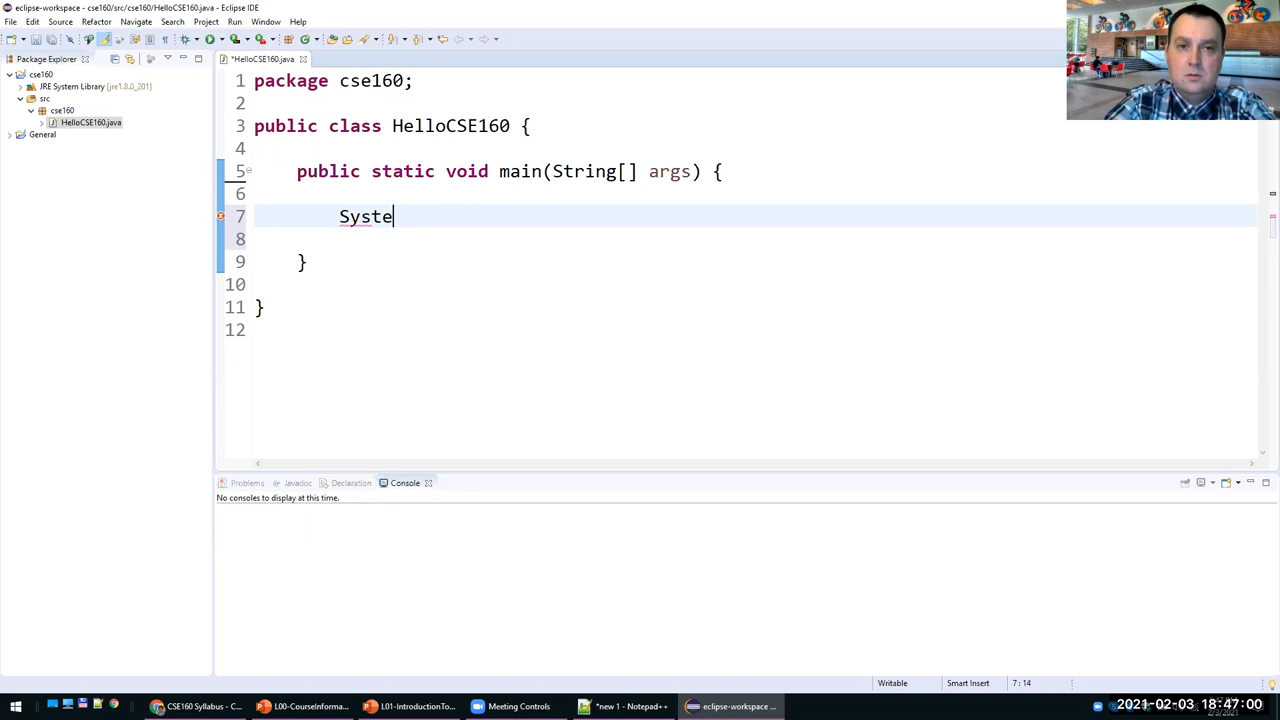 eclipse-workspace - cse160/src/cse160/HelloCSE160.java - Eclipse IDE
File Edit Source Refactor Navigate Search Project Run Window Help
Package Explorer
*HelloCSE160.java
cse160
JRE System Library [jre1.8.0_201]
src
cse160
HelloCSE160.java
General
1 package cse160;
2
3 public class HelloCSE160 {
4
5 public static void main(String[] args) {
6
7 Syste
8
9 }
10
11 }
12
Problems Javadoc Declaration Console
No consoles to display at this time.
Writable Smart Insert 7 : 14
CSE160 Syllabus - C... L00-CourseInforma... L01-IntroductionTo... Meeting Controls *new 1 - Notepad++ eclipse-workspace ...
2021-02-03 18:47:00
2/3/2021